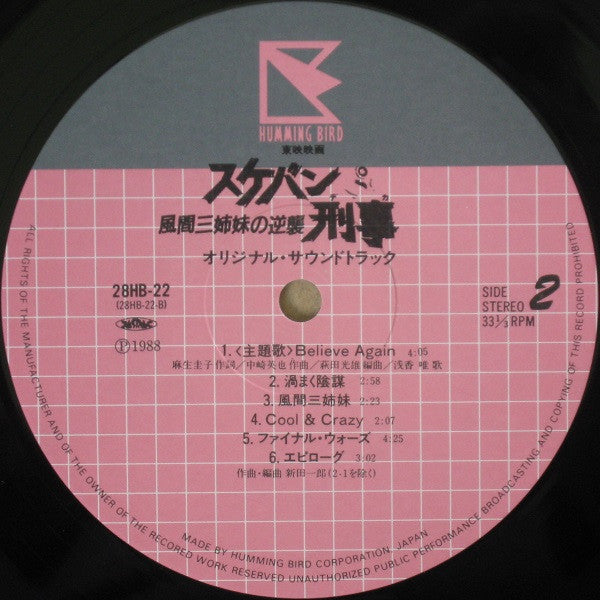 HUMMING BIRD
東映映画
スケバン
デカ
風間三姉妹の逆襲 刑事
オリジナル・サウンドトラック
28HB-22
(28HB-22-B)
Ⓟ1988
SIDE 2
STEREO
33⅓RPM
1.〈主題歌〉Believe Again 4:05
麻生圭子 作詞／中崎英也 作曲／萩田光雄 編曲／浅香 唯 歌
2. 渦まく陰謀 2:58
3. 風間三姉妹 2:23
4. Cool & Crazy 2:07
5. ファイナル・ウォーズ 4:25
6. エピローグ 3:02
作曲・編曲 新田一郎(2-1を除く)
MADE BY HUMMING BIRD CORPORATION, JAPAN
ALL RIGHTS OF THE MANUFACTURER AND OF THE OWNER OF THE RECORED WORK RESERVED UNAUTHORIZED PUBLIC PERFORMANCE BROADCASTING AND COPYING OF THIS RECORD PROHIBITED